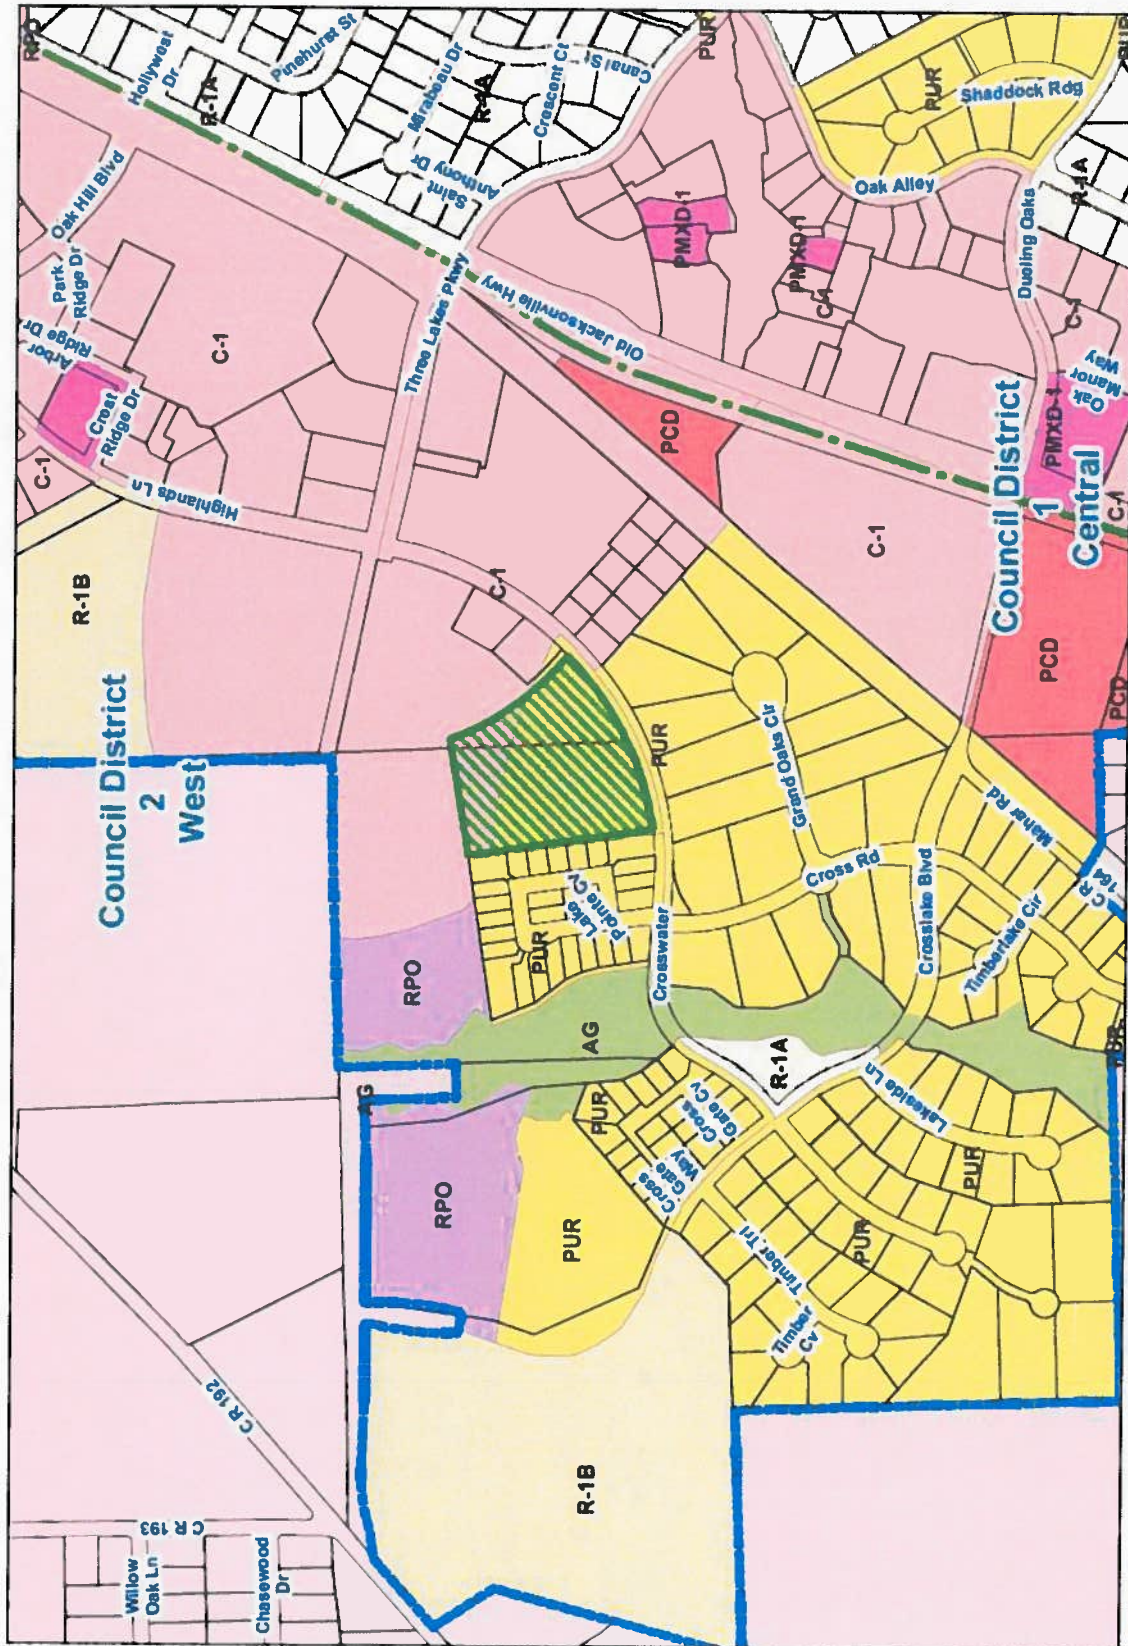 RPO
Hollywest
Dr
R-1A
Pinehurst St
Mirabeau Dr
R-1A
Crescent Ct
Canal St
Saint
Anthony Dr
PUR
PUR
Shaddock Rdg
PUR
Oak Hill Blvd
Park
Ridge Dr
Arbor
Ridge Dr
Crest
Ridge Dr
C-1
C-1
Highlands Ln
Three Lakes Pkwy
Old Jacksonville Hwy
PMXD-1
PMXD-1
C-1
Oak Alley
Dueling Oaks
R-1A
C-1
Oak
Manor
Way
PMXD-1
C-1
Council District
1
Central
PCD
C-1
PCD
PCD
R-1B
C-1
Council District
2
West
PUR
Grand Oaks Cir
Mahar Rd
C R
164
Cross Rd
Crosslake Blvd
Timberlake Cir
Lake
Pointe Cv
PUR
Crosswater
RPO
AG
R-1A
PUR
AG
RPO
PUR
PUR
Cross
Gate Cv
Cross
Gate
Way
Lakeside Ln
PUR
PUR
Timber Trl
Timber
Cv
R-1B
C R 192
C R 193
Willow
Oak Ln
Chasewood
Dr